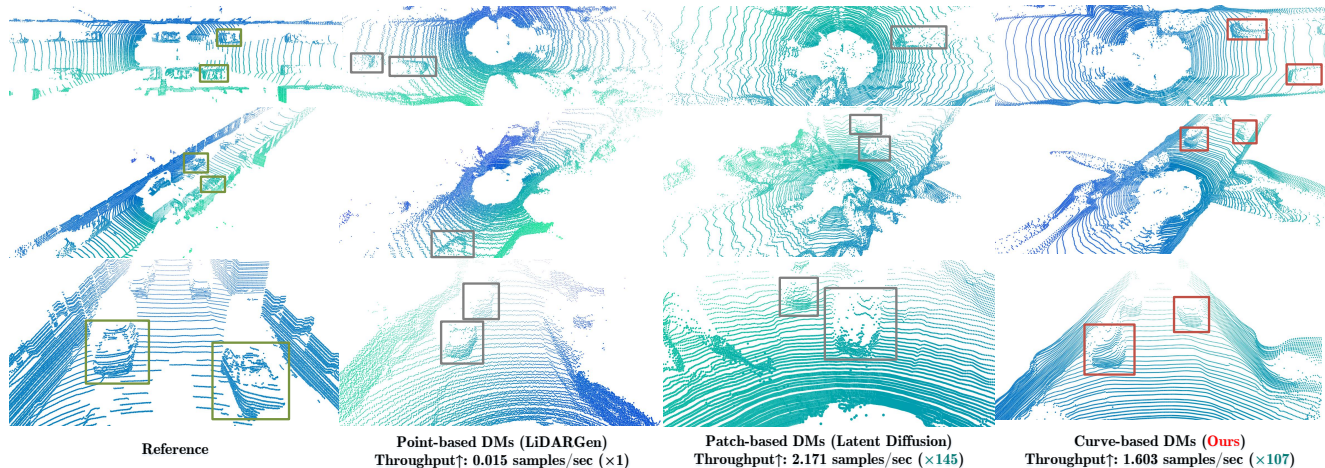 Reference
Point-based DMs (LiDARGen)
Throughput↑: 0.015 samples/sec (×1)
Patch-based DMs (Latent Diffusion)
Throughput↑: 2.171 samples/sec (×145)
Curve-based DMs (Ours)
Throughput↑: 1.603 samples/sec (×107)